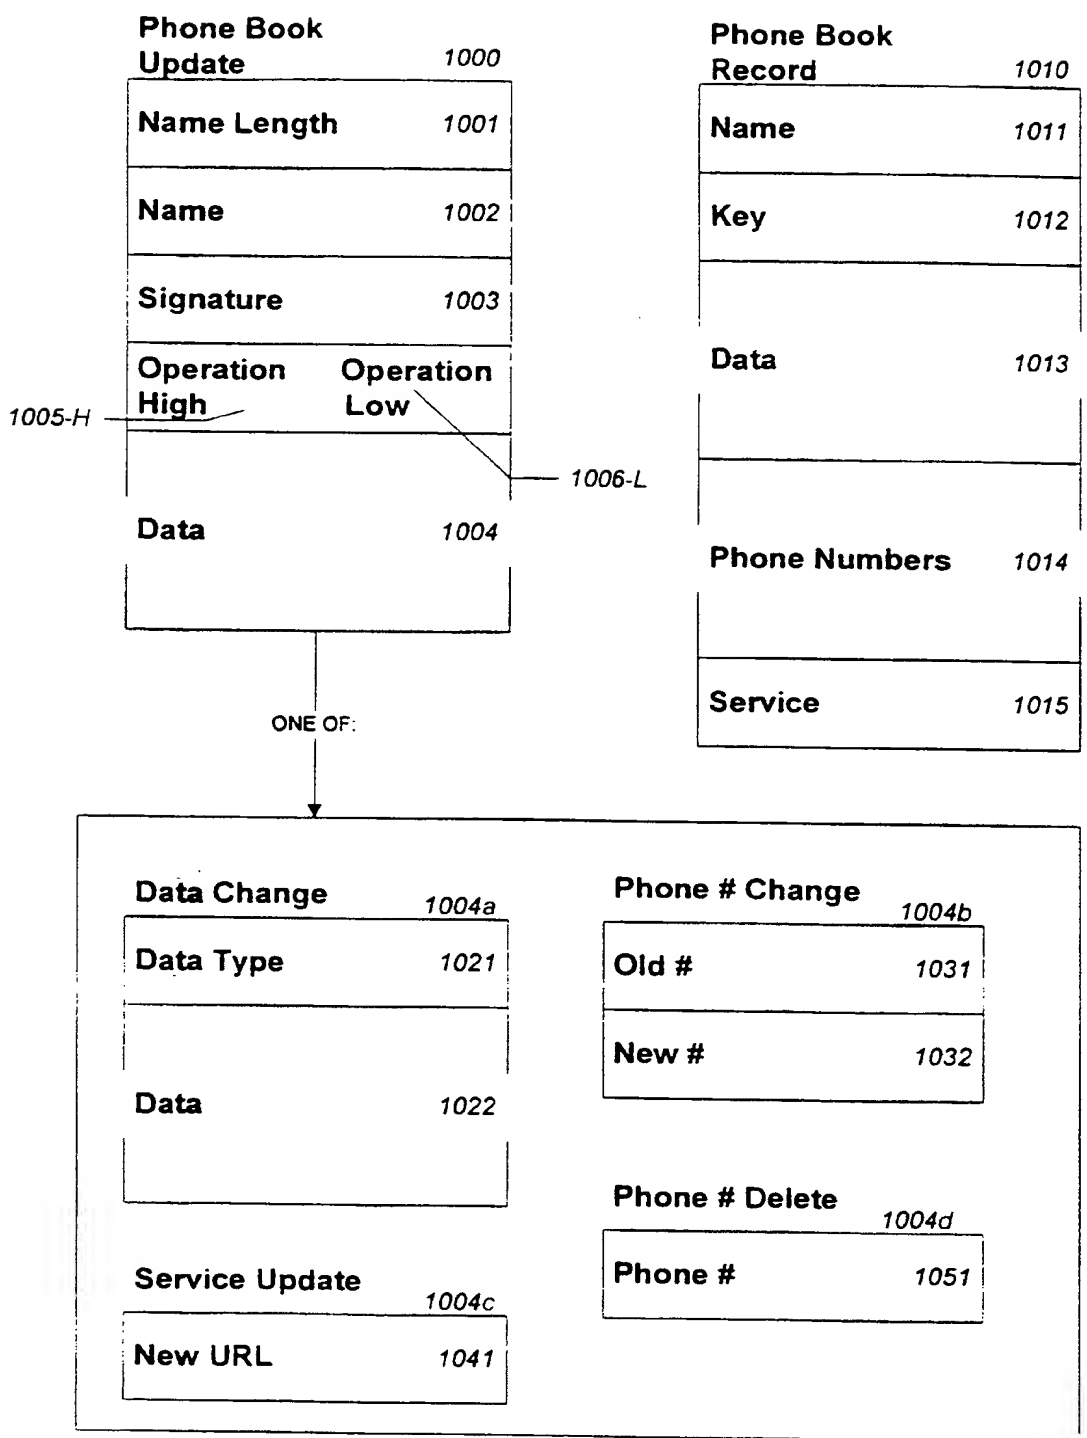 Phone Book
Update 1000
Name Length 1001
Name 1002
Signature 1003
Operation Operation
High Low
1005-H
1006-L
Data 1004
Phone Book
Record 1010
Name 1011
Key 1012
Data 1013
Phone Numbers 1014
Service 1015
ONE OF:
Data Change 1004a
Data Type 1021
Data 1022
Phone # Change
1004b
Old # 1031
New # 1032
Service Update
1004c
New URL 1041
Phone # Delete
1004d
Phone # 1051